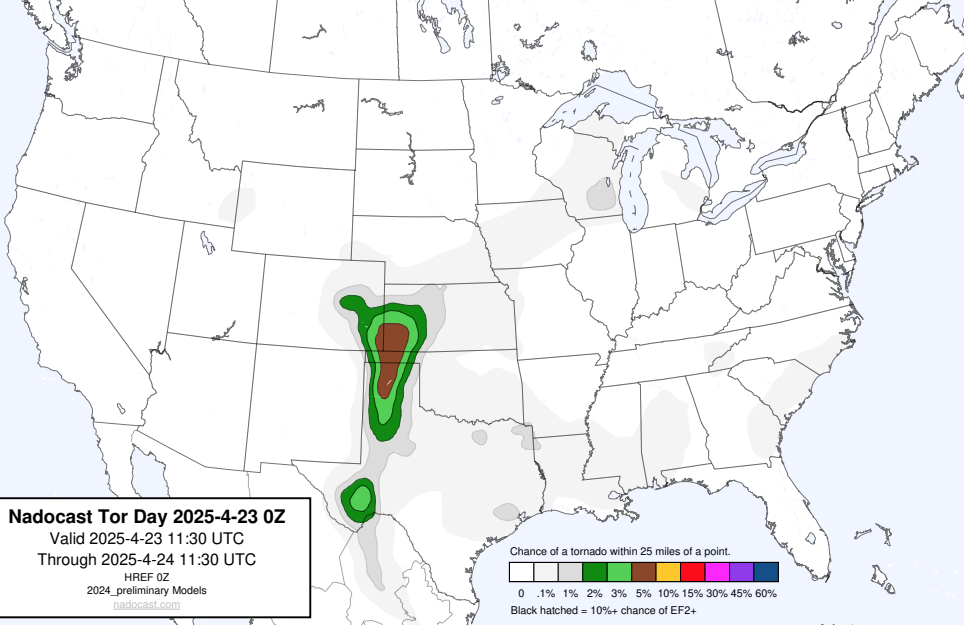 Nadocast Tor Day 2025-4-23 0Z
Valid 2025-4-23 11:30 UTC
Through 2025-4-24 11:30 UTC
HREF 0Z
2024_preliminary Models
nadocast.com
Chance of a tornado within 25 miles of a point.
0 .1% 1% 2% 3% 5% 10% 15% 30% 45% 60%
Black hatched = 10%+ chance of EF2+